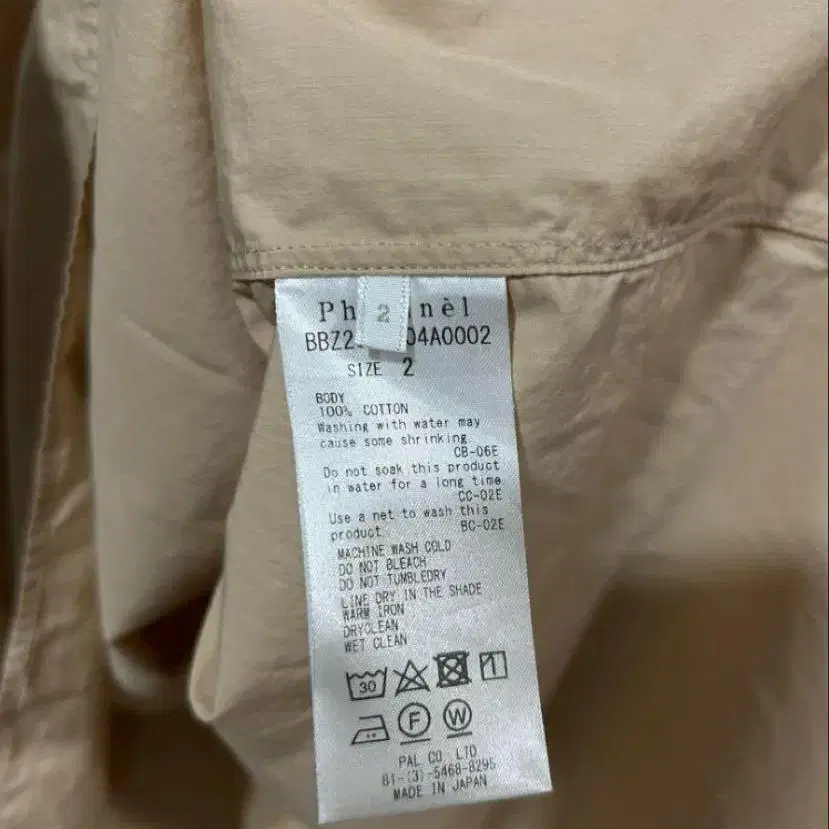 Ph 2 nèl
BBZ2 04A0002
SIZE 2
BODY
100% COTTON
Washing with water may
cause some shrinking
CB-06E
Do not soak this product
in water for a long time
CC-02E
Use a net to wash this
product BC-02E
MACHINE WASH COLD
DO NOT BLEACH
DO NOT TUMBLEDRY
LINE DRY IN THE SHADE
WARM IRON
DRYCLEAN
WET CLEAN
30
F W
PAL CO. LTD
81-(3)-5468-8295
MADE IN JAPAN